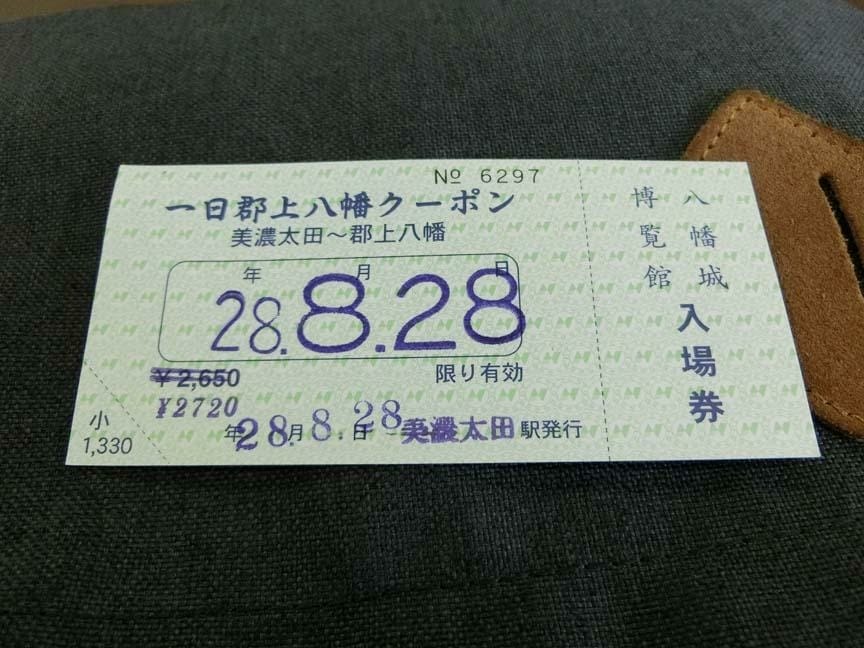 No 6297
一日郡上八幡クーポン
美濃太田～郡上八幡
年 月 日
28.8.28
限り有効
¥2,650
¥2720
年28月8.日28 美濃太田駅発行
小
1,330
八幡城
博覧館
入場券